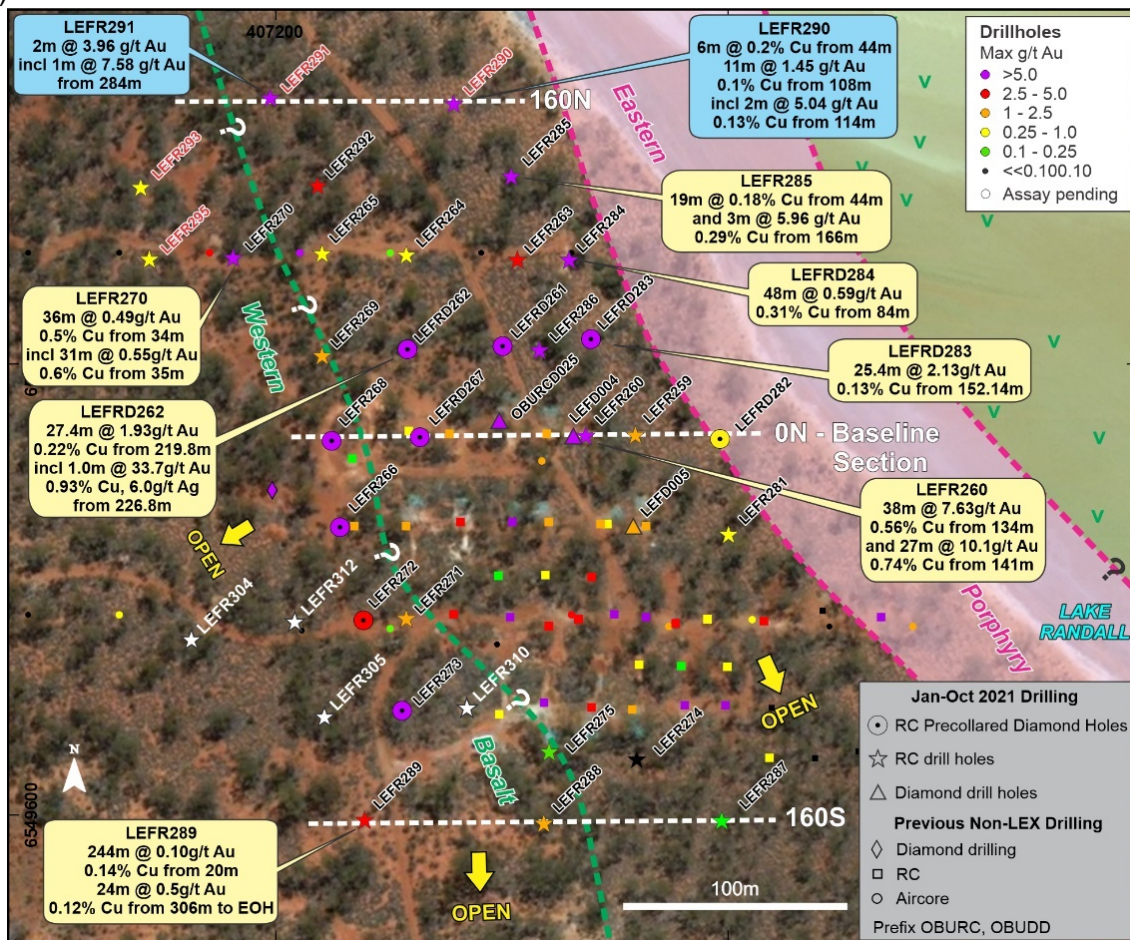 )
LEFR291
2m @ 3.96 g/t Au
incl 1m @ 7.58 g/t Au
from 284m
407200
LEFR290
6m @ 0.2% Cu from 44m
11m @ 1.45 g/t Au
0.1% Cu from 108m
incl 2m @ 5.04 g/t Au
0.13% Cu from 114m
Drillholes
Max g/t Au
>5.0
2.5 - 5.0
1 - 2.5
0.25 - 1.0
0.1 - 0.25
<<0.100.10
Assay pending
LEFR291
LEFR290
160N
Eastern
?
LEFR293
LEFR292
LEFR285
LEFR285
19m @ 0.18% Cu from 44m
and 3m @ 5.96 g/t Au
0.29% Cu from 166m
LEFR295
LEFR270
LEFR265
LEFR264
LEFR263
LEFR284
LEFRD284
48m @ 0.59g/t Au
0.31% Cu from 84m
LEFR270
36m @ 0.49g/t Au
0.5% Cu from 34m
incl 31m @ 0.55g/t Au
0.6% Cu from 35m
Western
?
LEFR269
LEFRD262
LEFRD261
LEFR286
LEFRD283
LEFRD283
25.4m @ 2.13g/t Au
0.13% Cu from 152.14m
LEFRD262
27.4m @ 1.93g/t Au
0.22% Cu from 219.8m
incl 1.0m @ 33.7g/t Au
0.93% Cu, 6.0g/t Ag
from 226.8m
LEFR268
LEFRD267
OBURCD025
LEFD004
LEFR260
LEFR259
LEFRD282
0N - Baseline
Section
LEFR266
LEFD005
LEFR281
LEFR260
38m @ 7.63g/t Au
0.56% Cu from 134m
and 27m @ 10.1g/t Au
0.74% Cu from 141m
OPEN
?
?
LEFR304
LEFR312
LEFR272
LEFR271
Porphyry
LAKE
RANDALL
LEFR305
LEFR273
LEFR310
?
OPEN
LEFR275
LEFR274
Basalt
N
6549600
LEFR289
LEFR288
LEFR287
160S
LEFR289
244m @ 0.10g/t Au
0.14% Cu from 20m
24m @ 0.5g/t Au
0.12% Cu from 306m to EOH
OPEN
100m
Jan-Oct 2021 Drilling
RC Precollared Diamond Holes
RC drill holes
Diamond drill holes
Previous Non-LEX Drilling
Diamond drilling
RC
Aircore
Prefix OBURC, OBUDD